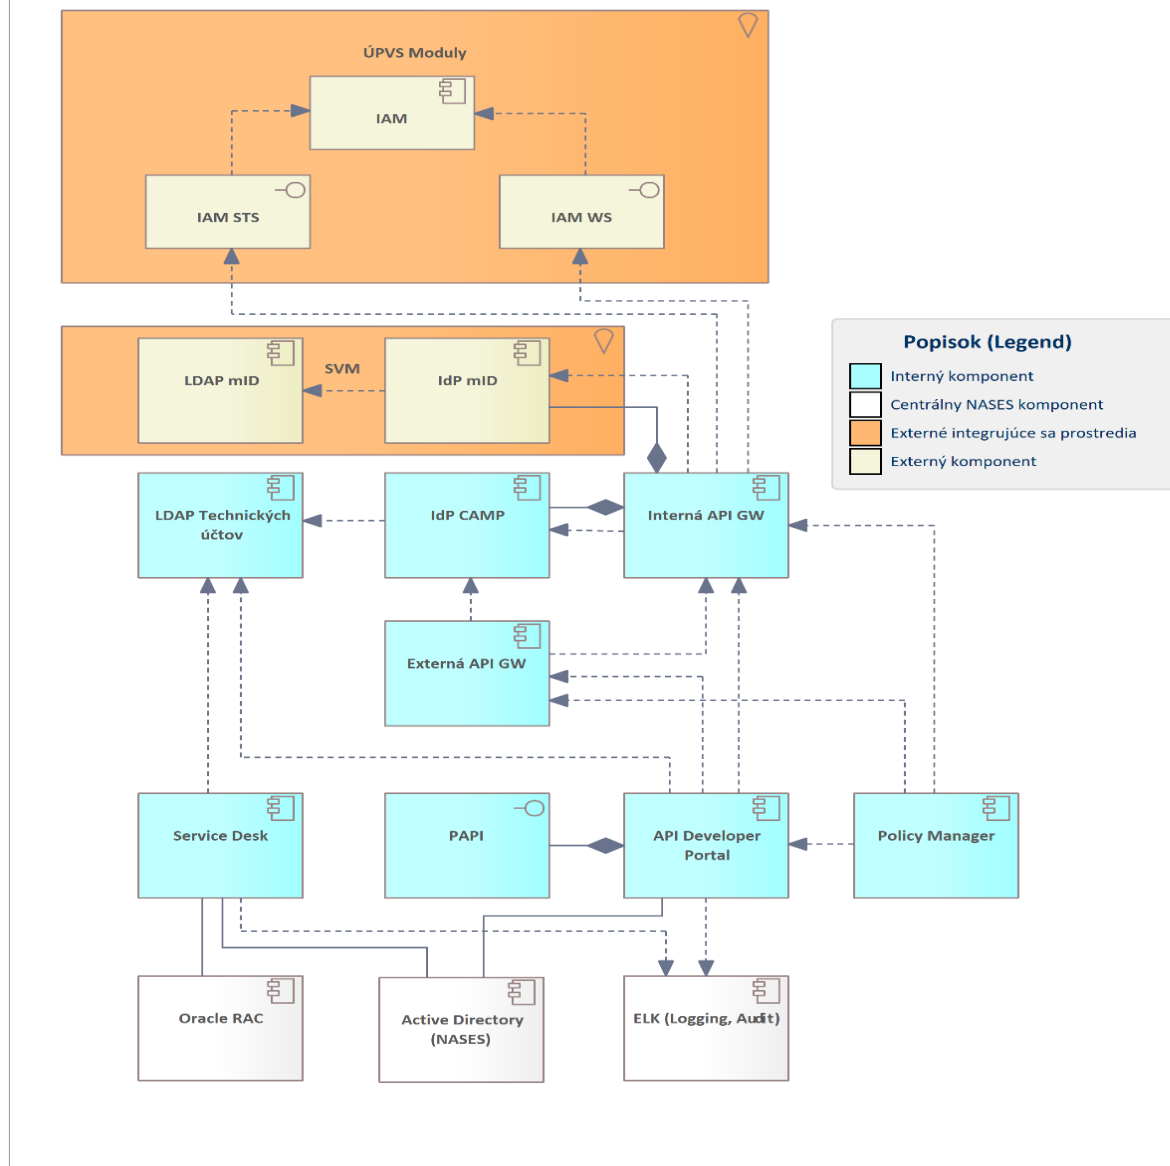 ÚPVS Moduly
IAM
IAM STS
IAM WS
LDAP mID
SVM
IdP mID
Popisok (Legend)
Interný komponent
Centrálny NASES komponent
Externé integrujúce sa prostredia
Externý komponent
LDAP Technických
účtov
IdP CAMP
Interná API GW
Externá API GW
Service Desk
PAPI
API Developer
Portal
Policy Manager
Oracle RAC
Active Directory
(NASES)
ELK (Logging, Audit)